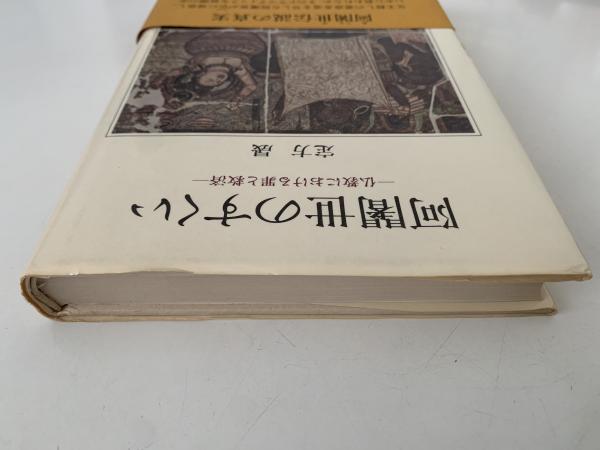 阿闍世のすくい
―仏教における罪と救済―
定方 晟
阿闍世伝説の真実